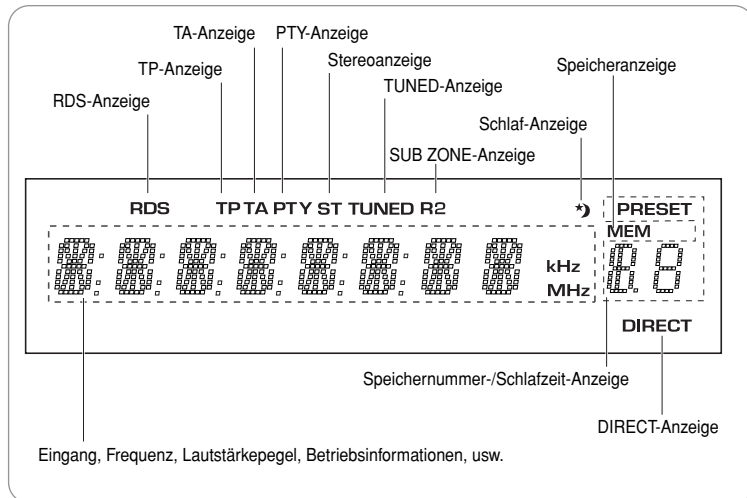 TA-Anzeige PTY-Anzeige
TP-Anzeige Stereoanzeige Speicheranzeige
RDS-Anzeige TUNED-Anzeige
Schlaf-Anzeige
SUB ZONE-Anzeige
RDS TP TA PTY ST TUNED R2 PRESET
MEM
kHz
MHz
DIRECT
Speichernummer-/Schlafzeit-Anzeige
DIRECT-Anzeige
Eingang, Frequenz, Lautstärkepegel, Betriebsinformationen, usw.